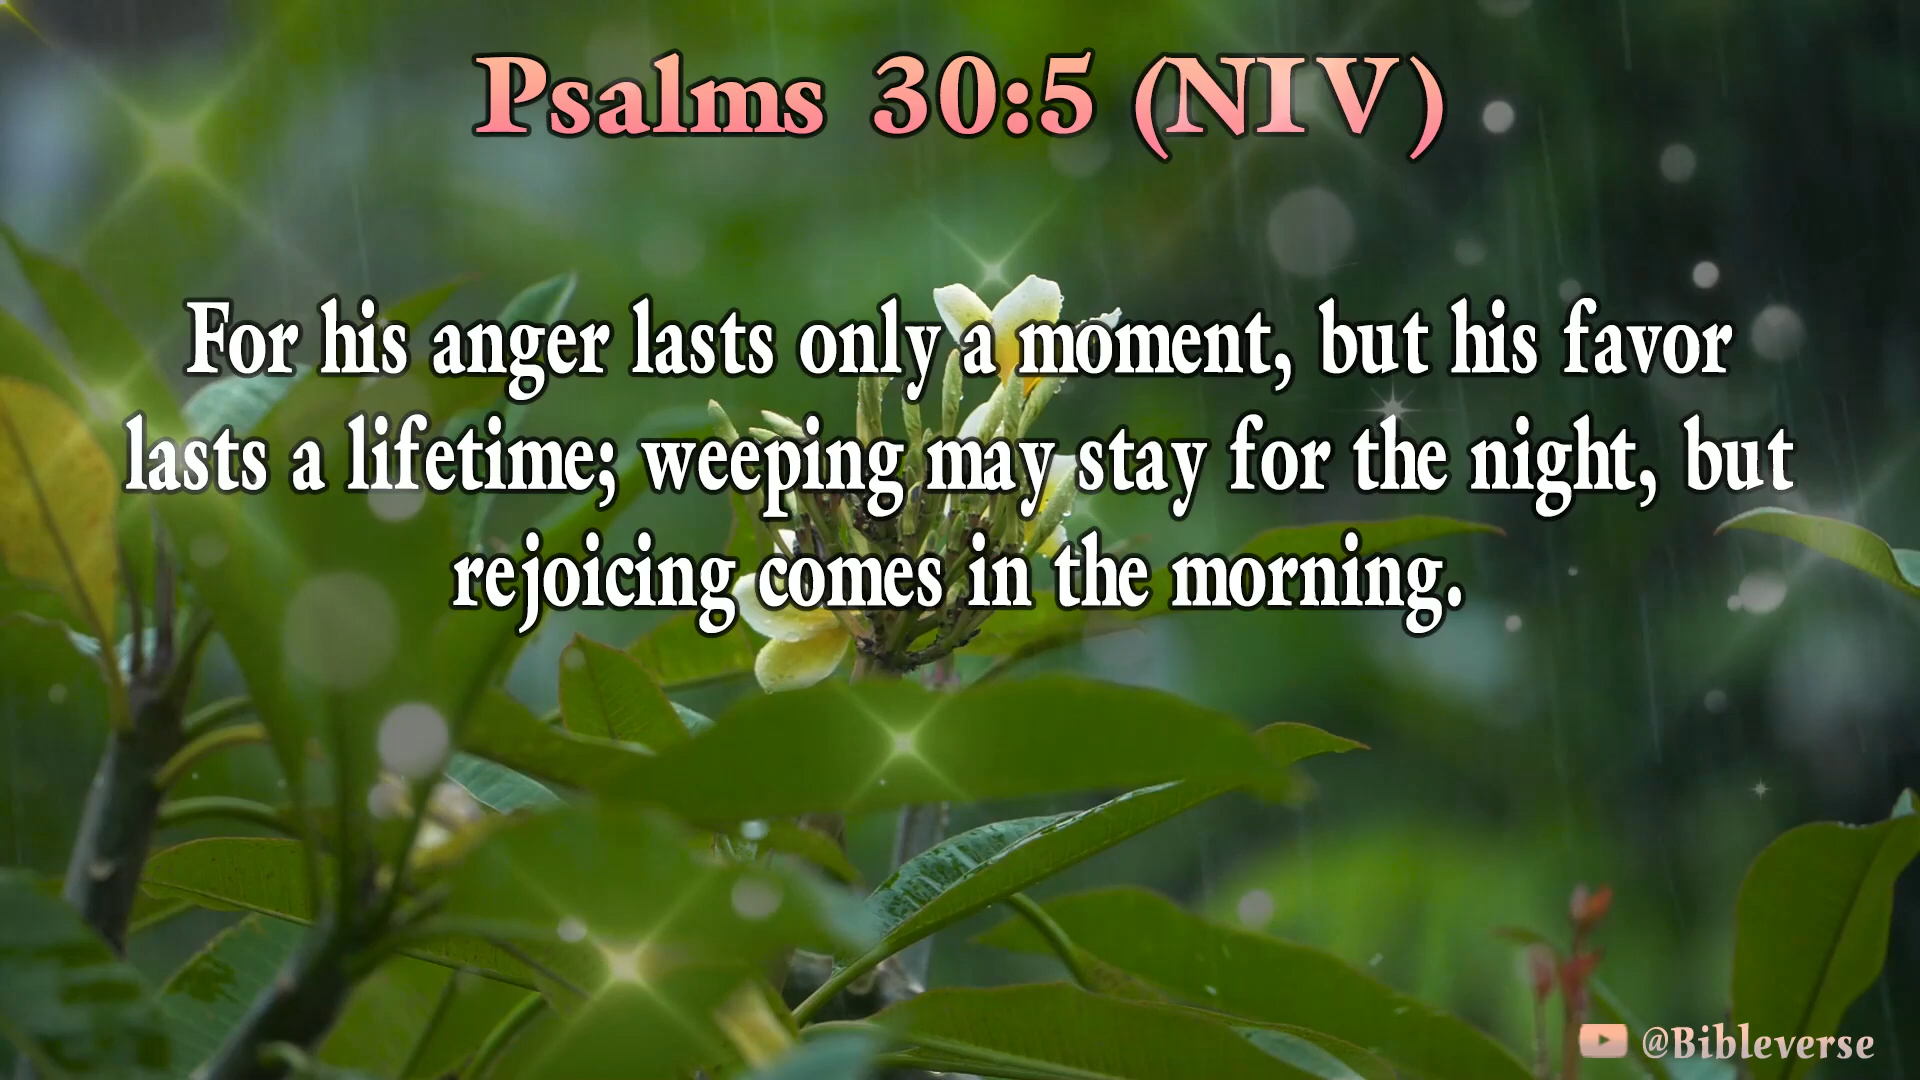 Psalms 30:5 (NIV)
For his anger lasts only a moment, but his favor
lasts a lifetime; weeping may stay for the night, but
rejoicing comes in the morning.
@Bibleverse